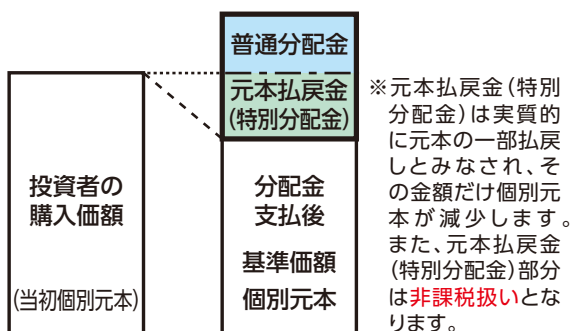 普通分配金
元本払戻金
(特別分配金)
投資者の
購入価額
(当初個別元本)
分配金
支払後
基準価額
個別元本
※元本払戻金(特別
分配金)は実質的
に元本の一部払戻
しとみなされ、そ
の金額だけ個別元
本が減少します。
また、元本払戻金
(特別分配金)部分
は非課税扱いとな
ります。